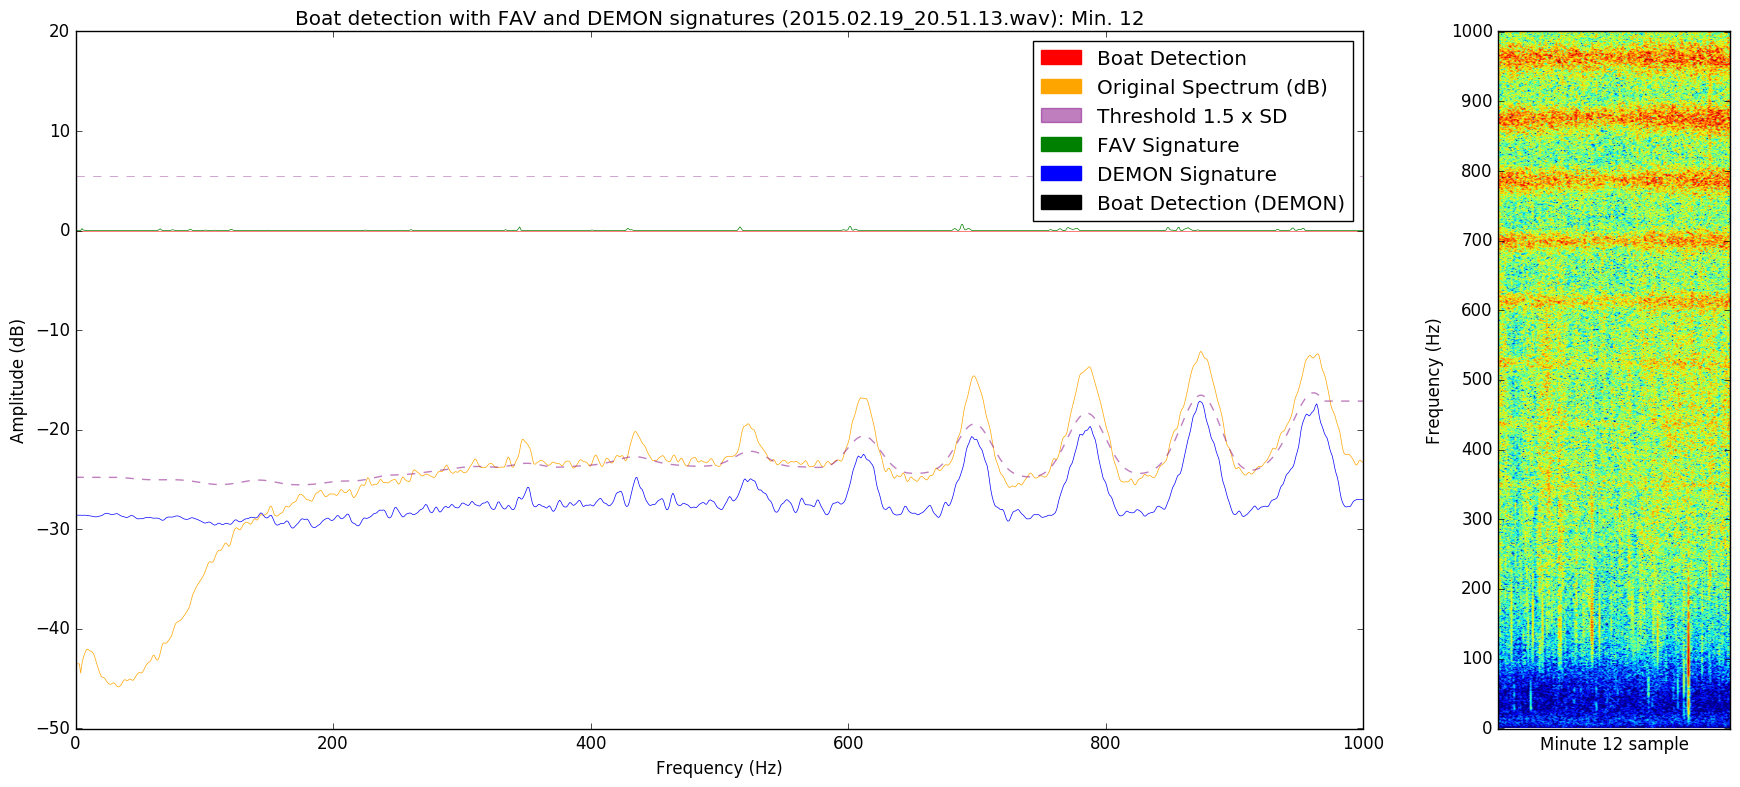 Boat detection with FAV and DEMON signatures (2015.02.19_20.51.13.wav): Min. 12
20
10
0
−10
−20
−30
−40
−50
Amplitude (dB)
0 200 400 600 800 1000
Frequency (Hz)
Boat Detection
Original Spectrum (dB)
Threshold 1.5 x SD
FAV Signature
DEMON Signature
Boat Detection (DEMON)
1000
900
800
700
600
500
400
300
200
100
0
Frequency (Hz)
Minute 12 sample